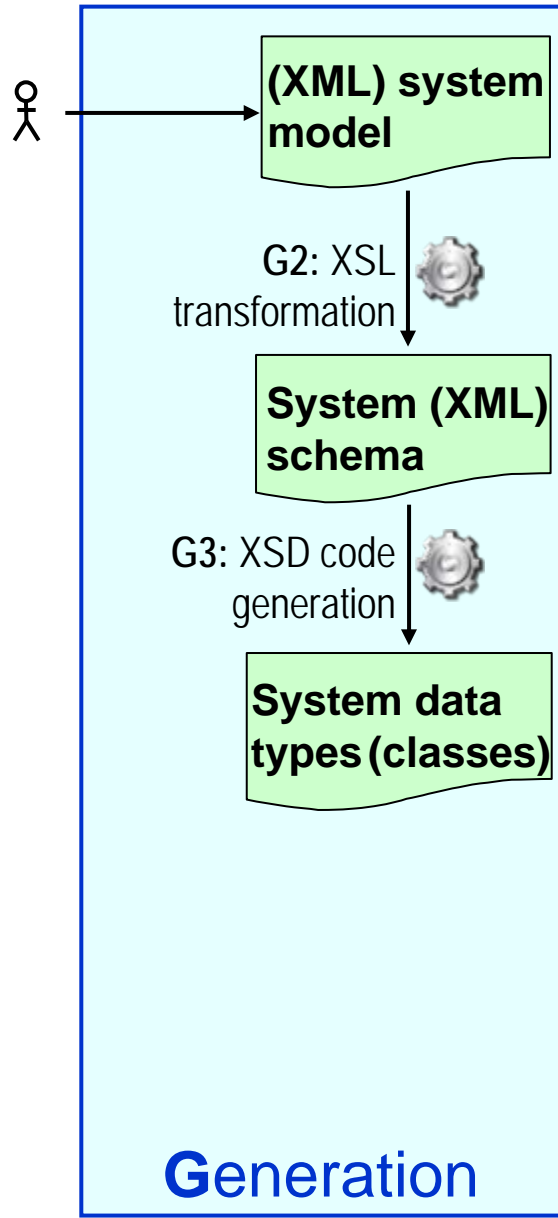 (XML) system
model
G2: XSL
transformation
System (XML)
schema
G3: XSD code
generation
System data
types (classes)
Generation